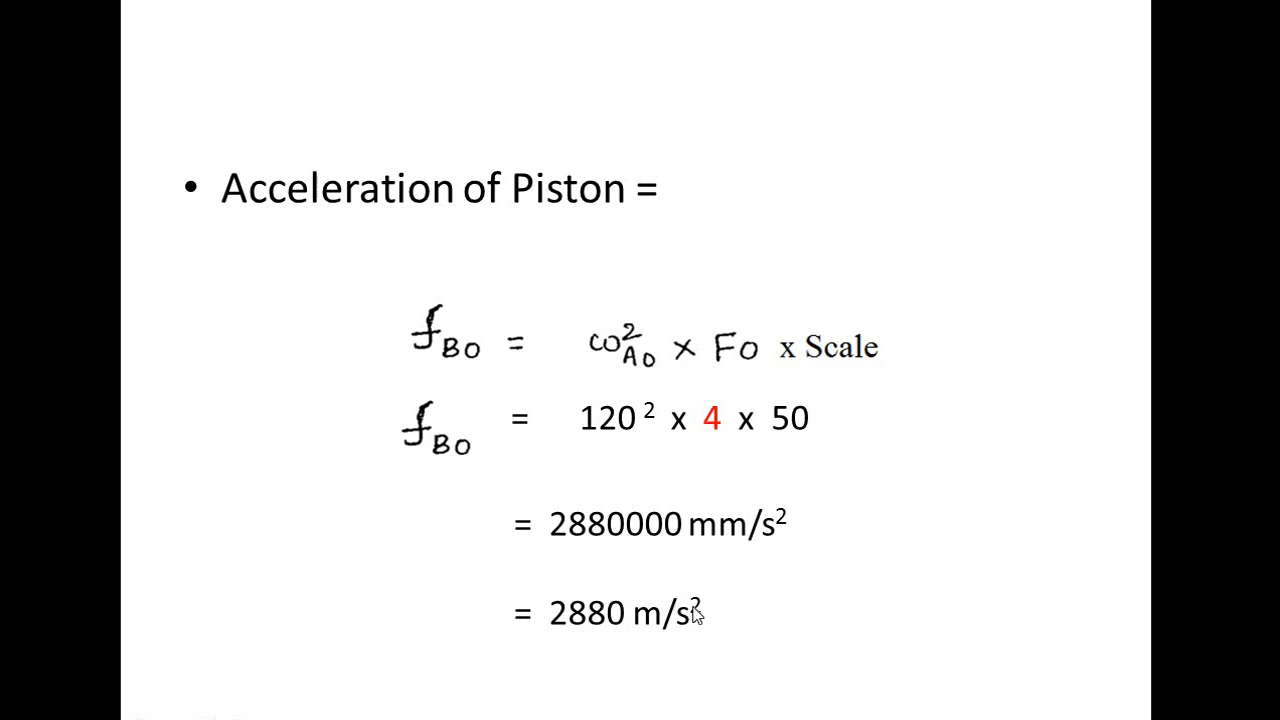 • Acceleration of Piston =
f_BO = ω²_AO × FO x Scale
f_BO = 120² x 4 x 50
= 2880000 mm/s²
= 2880 m/s²